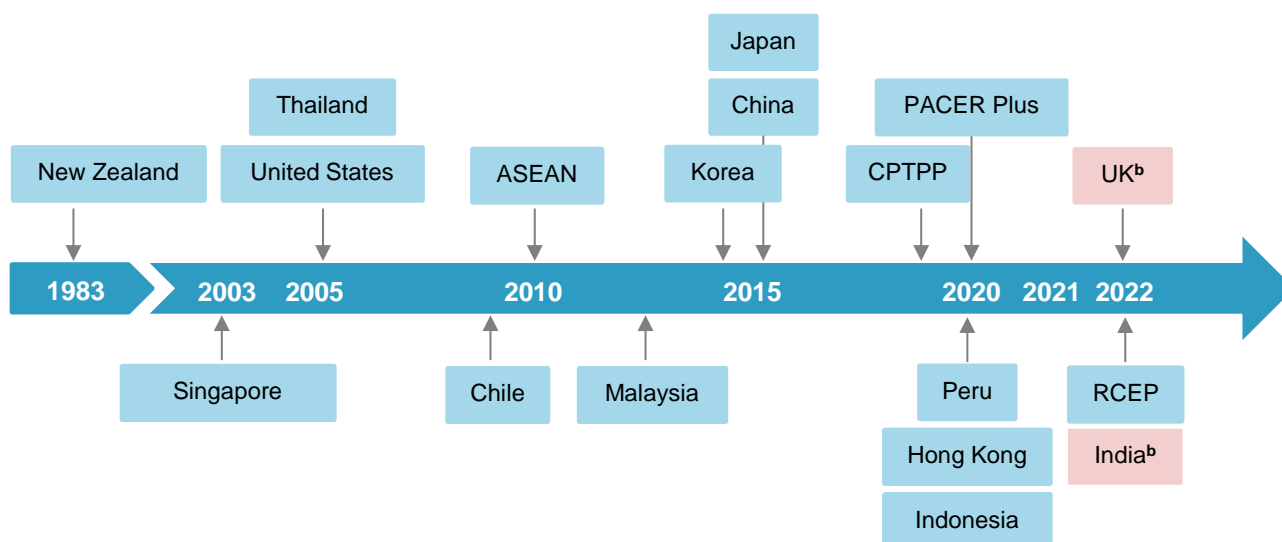 Japan
Thailand
China
PACER Plus
New Zealand
United States
ASEAN
Korea
CPTPP
UKᵇ
1983
2003
2005
2010
2015
2020
2021
2022
Singapore
Chile
Malaysia
Peru
RCEP
Hong Kong
Indiaᵇ
Indonesia